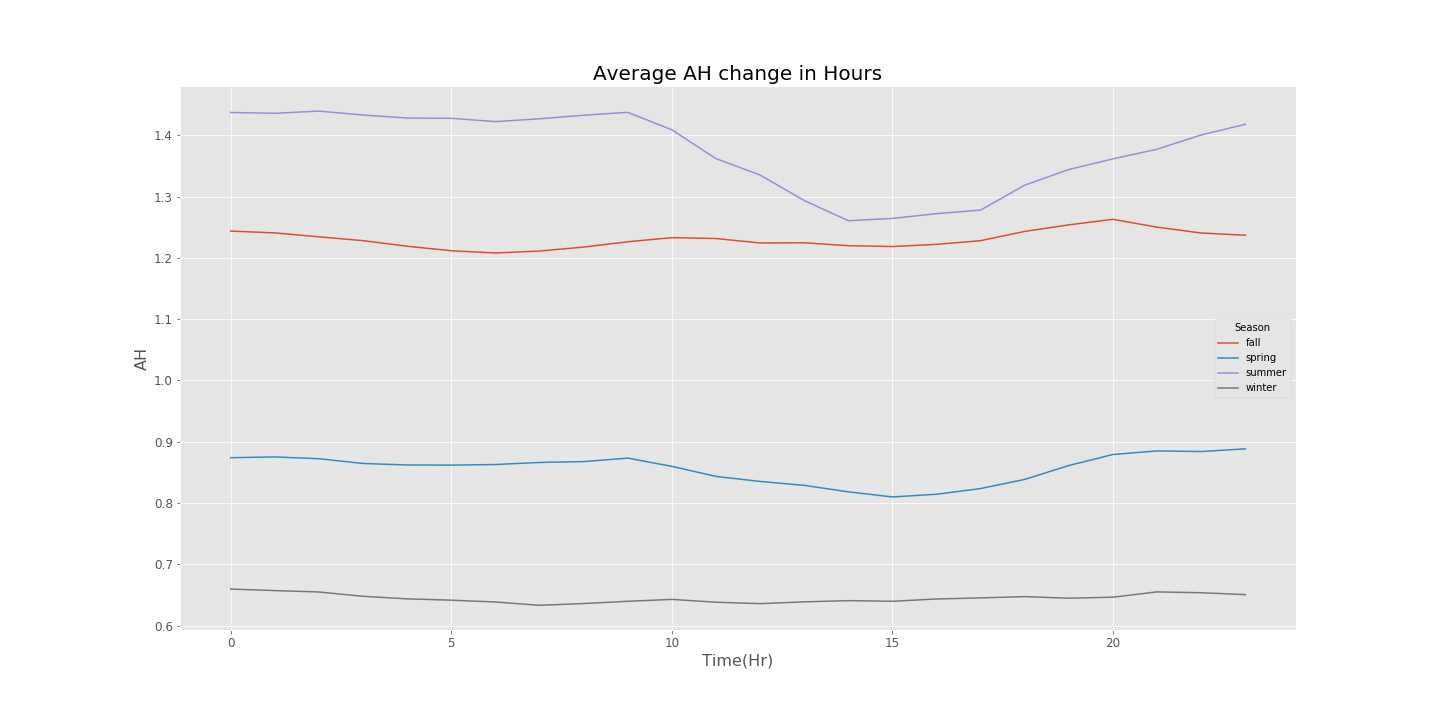 Average AH change in Hours
AH
1.4
1.3
1.2
1.1
1.0
0.9
0.8
0.7
0.6
Season
fall
spring
summer
winter
0 5 10 15 20
Time(Hr)